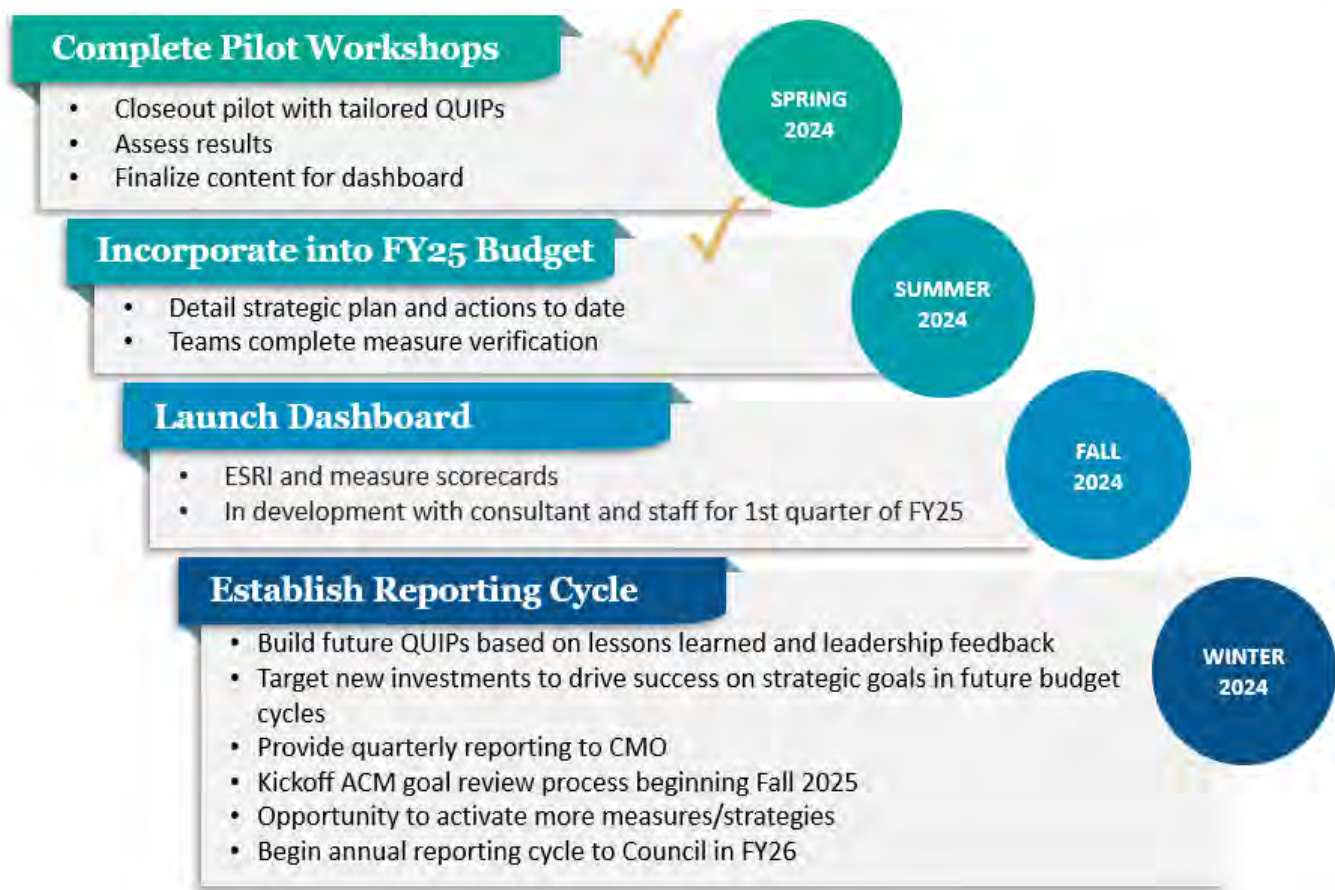 Complete Pilot Workshops
• Closeout pilot with tailored QUIPs
• Assess results
• Finalize content for dashboard
SPRING
2024
Incorporate into FY25 Budget
• Detail strategic plan and actions to date
• Teams complete measure verification
SUMMER
2024
Launch Dashboard
• ESRI and measure scorecards
• In development with consultant and staff for 1st quarter of FY25
FALL
2024
Establish Reporting Cycle
• Build future QUIPs based on lessons learned and leadership feedback
• Target new investments to drive success on strategic goals in future budget
cycles
• Provide quarterly reporting to CMO
• Kickoff ACM goal review process beginning Fall 2025
• Opportunity to activate more measures/strategies
• Begin annual reporting cycle to Council in FY26
WINTER
2024